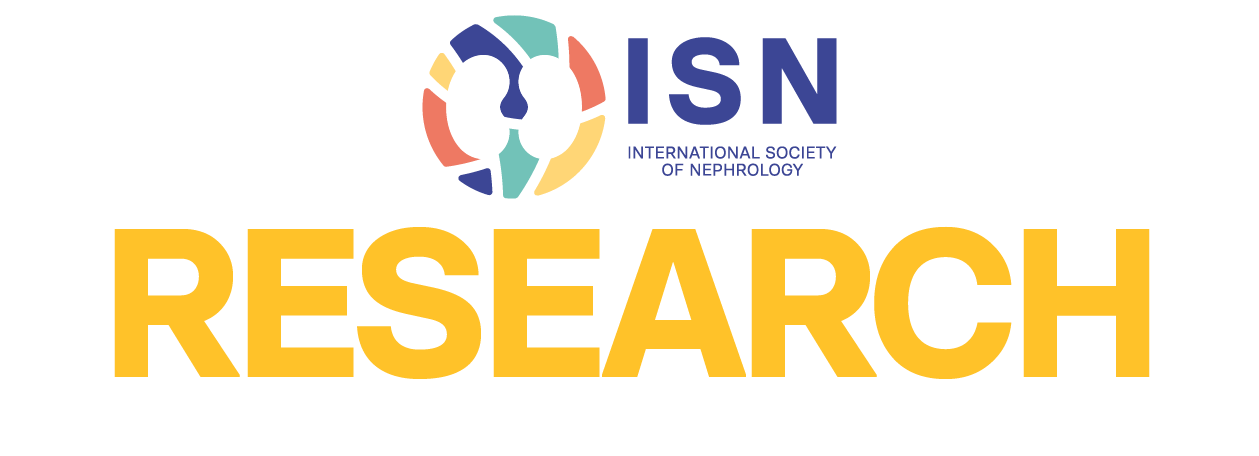 ISN
INTERNATIONAL SOCIETY
OF NEPHROLOGY
RESEARCH